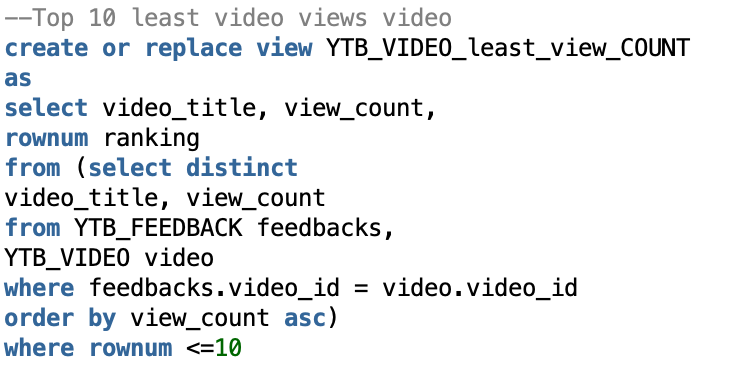 --Top 10 least video views video
create or replace view YTB_VIDEO_least_view_COUNT
as
select video_title, view_count,
rownum ranking
from (select distinct
video_title, view_count
from YTB_FEEDBACK feedbacks,
YTB_VIDEO video
where feedbacks.video_id = video.video_id
order by view_count asc)
where rownum <=10